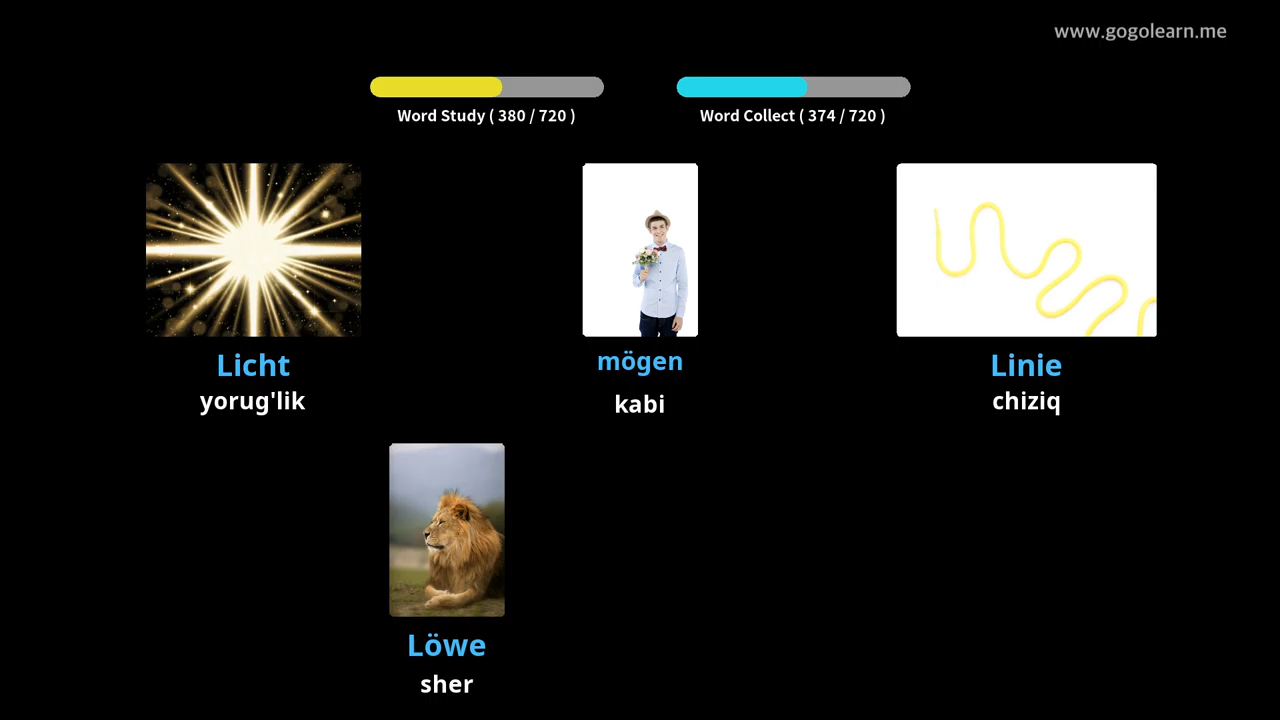 www.gogolearn.me
Word Study ( 380 / 720 )
Word Collect ( 374 / 720 )
Licht
yorug'lik
mögen
kabi
Linie
chiziq
Löwe
sher